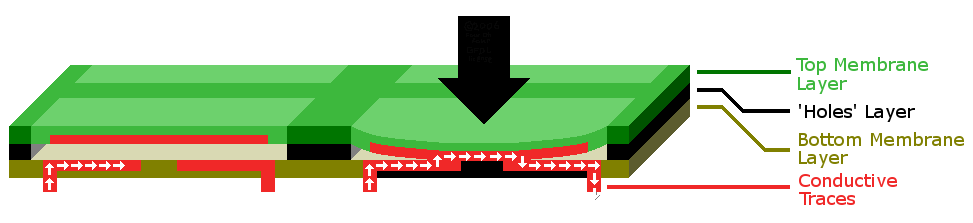 Top Membrane
Layer
'Holes' Layer
Bottom Membrane
Layer
Conductive
Traces